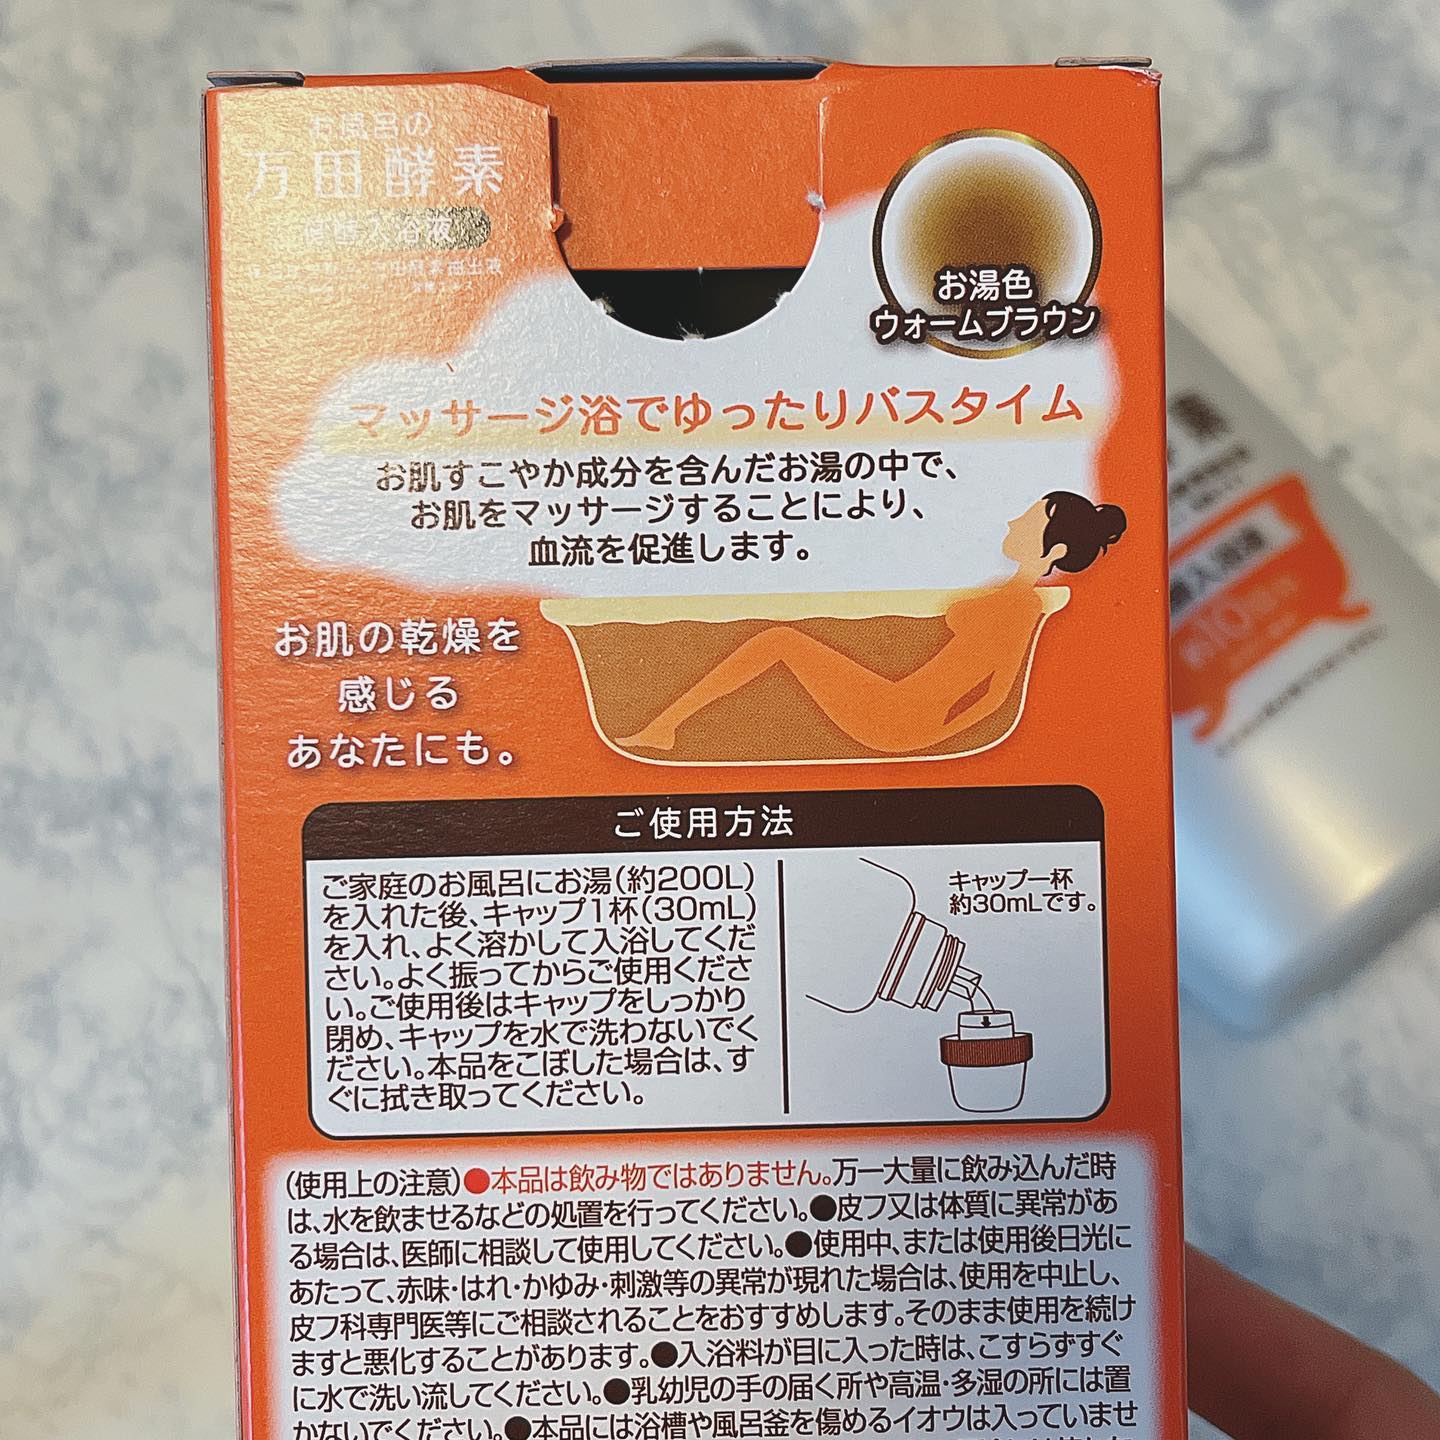 お風呂の
万田酵素
入浴液
万田酵素抽出液
お湯色
ウォームブラウン
マッサージ浴でゆったりバスタイム
お肌すこやか成分を含んだお湯の中で、
お肌をマッサージすることにより、
血流を促進します。
お肌の乾燥を
感じる
あなたにも。
ご使用方法
ご家庭のお風呂にお湯(約200L)
を入れた後、キャップ1杯(30mL)
を入れ、よく溶かして入浴してくだ
さい。よく振ってからご使用くださ
い。ご使用後はキャップをしっかり
閉め、キャップを水で洗わないでく
ださい。本品をこぼした場合は、す
ぐに拭き取ってください。
キャップ一杯
約30mLです。
(使用上の注意)●本品は飲み物ではありません。万一大量に飲み込んだ時
は、水を飲ませるなどの処置を行ってください。●皮フ又は体質に異常があ
る場合は、医師に相談して使用してください。●使用中、または使用後日光に
あたって、赤味・はれ・かゆみ・刺激等の異常が現れた場合は、使用を中止し、
皮フ科専門医等にご相談されることをおすすめします。そのまま使用を続け
ますと悪化することがあります。●入浴料が目に入った時は、こすらずすぐ
に水で洗い流してください。●乳幼児の手の届く所や高温・多湿の所には置
かないでください。●本品には浴槽や風呂釜を傷めるイオウは入っていませ